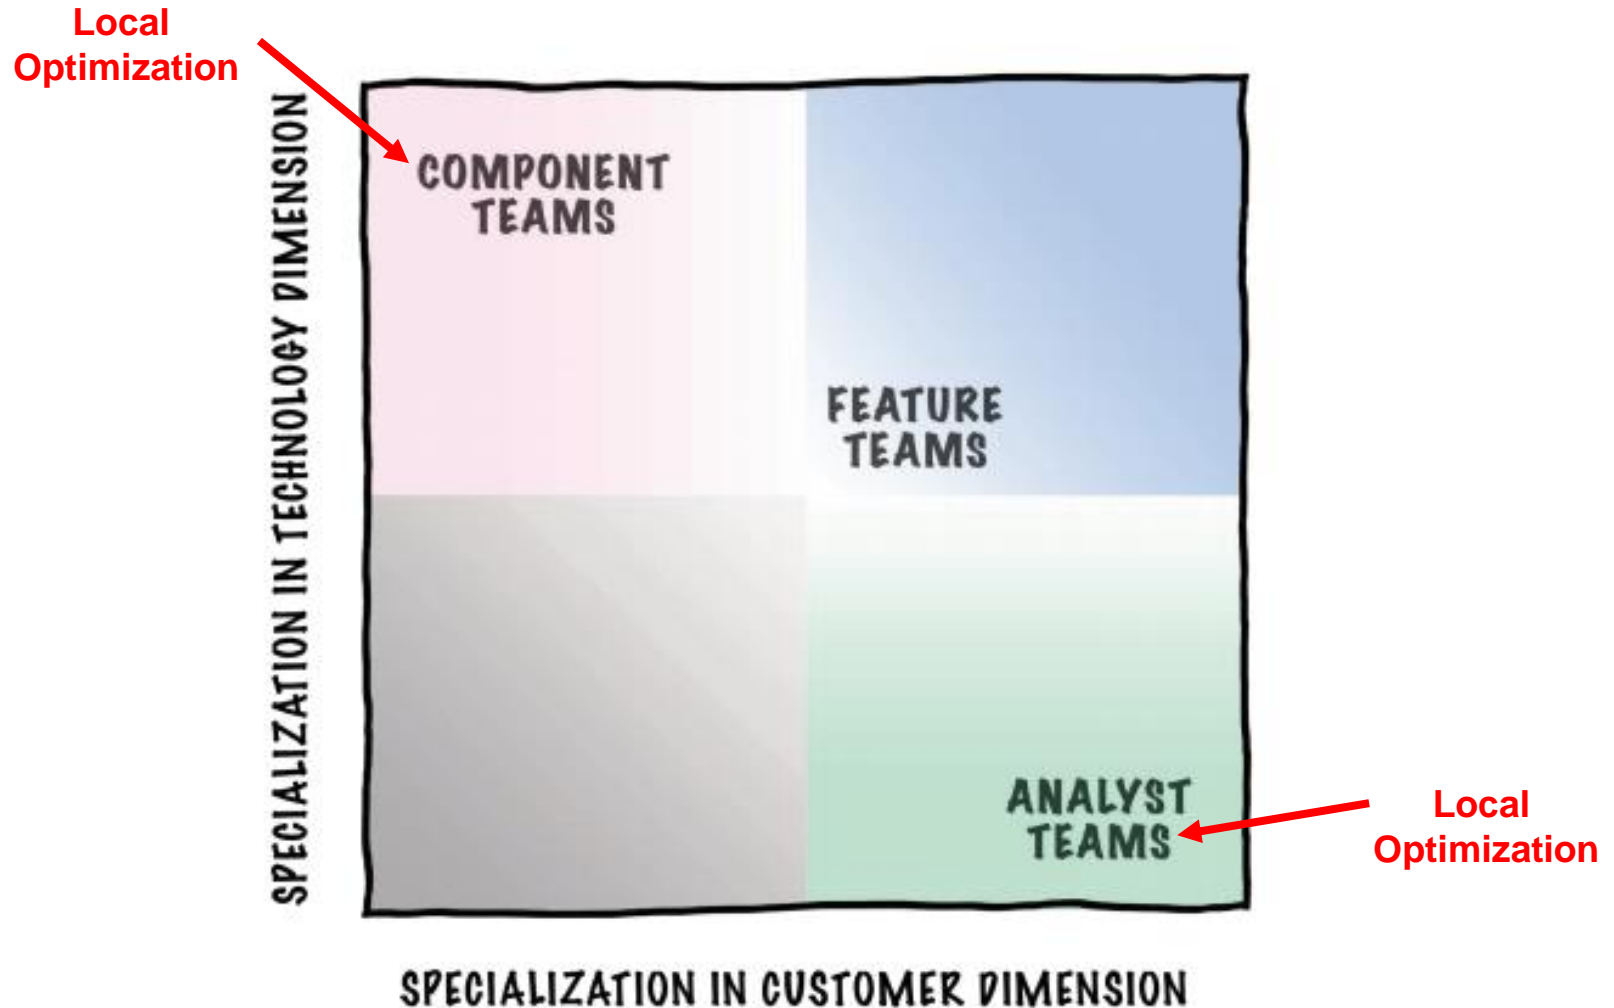 Local
Optimization
SPECIALIZATION IN TECHNOLOGY DIMENSION
COMPONENT
TEAMS
FEATURE
TEAMS
ANALYST
TEAMS
Local
Optimization
SPECIALIZATION IN CUSTOMER DIMENSION